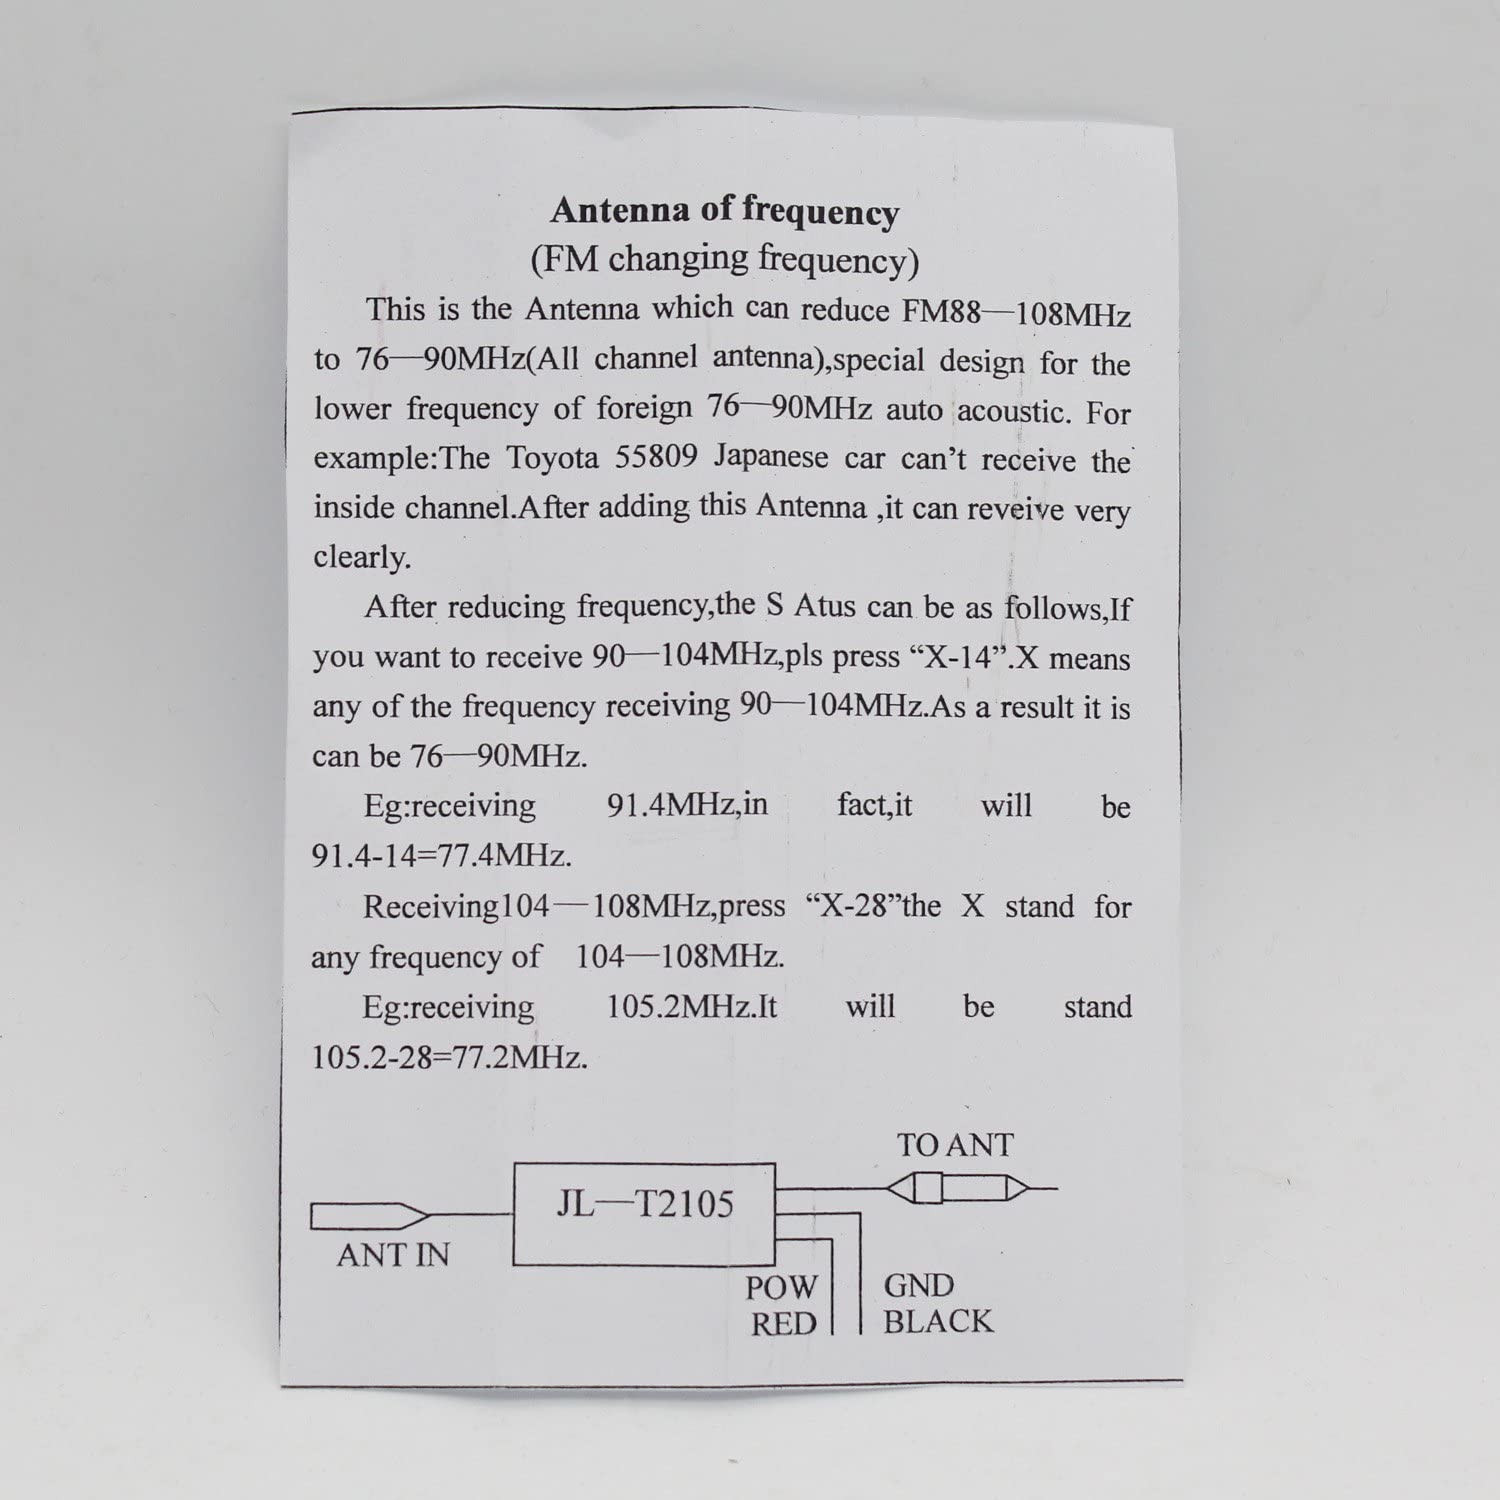 Antenna of frequency
(FM changing frequency)
This is the Antenna which can reduce FM88—108MHz
to 76—90MHz(All channel antenna),special design for the
lower frequency of foreign 76—90MHz auto acoustic. For
example:The Toyota 55809 Japanese car can't receive the
inside channel.After adding this Antenna ,it can reveive very
clearly.
After reducing frequency,the S Atus can be as follows,If
you want to receive 90—104MHz,pls press “X-14”.X means
any of the frequency receiving 90—104MHz.As a result it is
can be 76—90MHz.
Eg:receiving 91.4MHz,in fact,it will be
91.4-14=77.4MHz.
Receiving104—108MHz,press “X-28”the X stand for
any frequency of 104—108MHz.
Eg:receiving 105.2MHz.It will be stand
105.2-28=77.2MHz.
TO ANT
JL—T2105
ANT IN
POW GND
RED BLACK